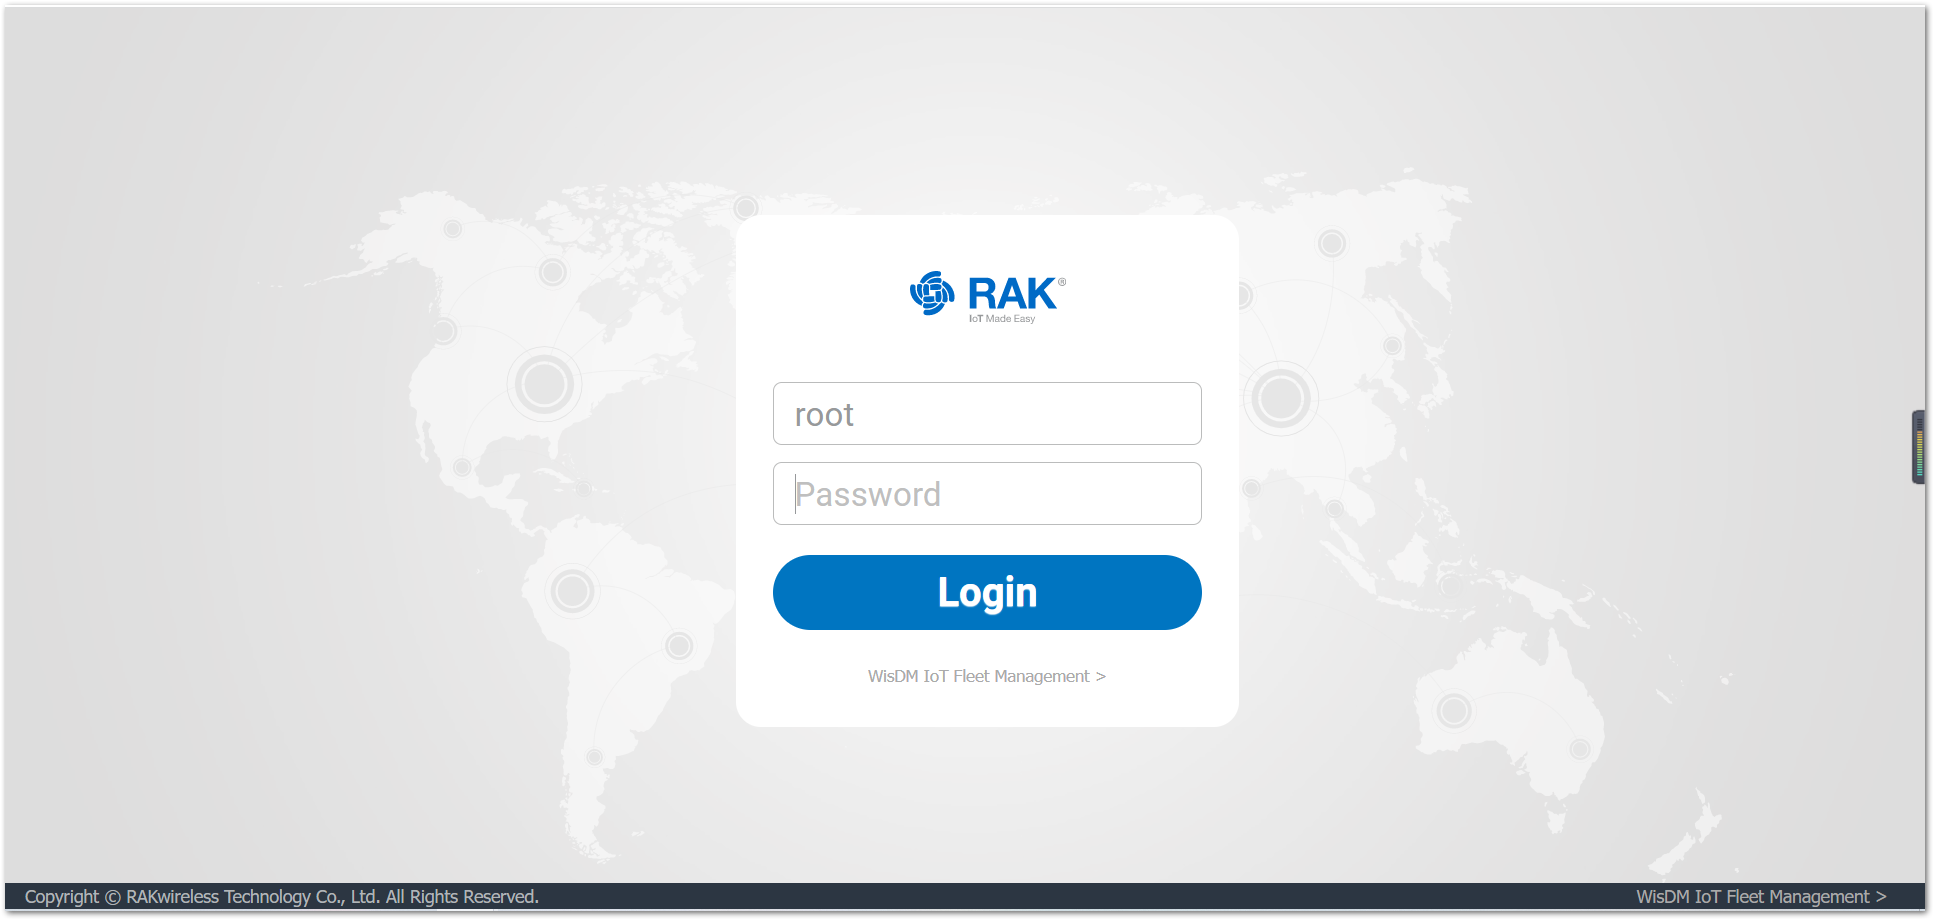 RAK®
IoT Made Easy
root
Password
Login
WisDM IoT Fleet Management >
Copyright © RAKwireless Technology Co., Ltd. All Rights Reserved.
WisDM IoT Fleet Management >